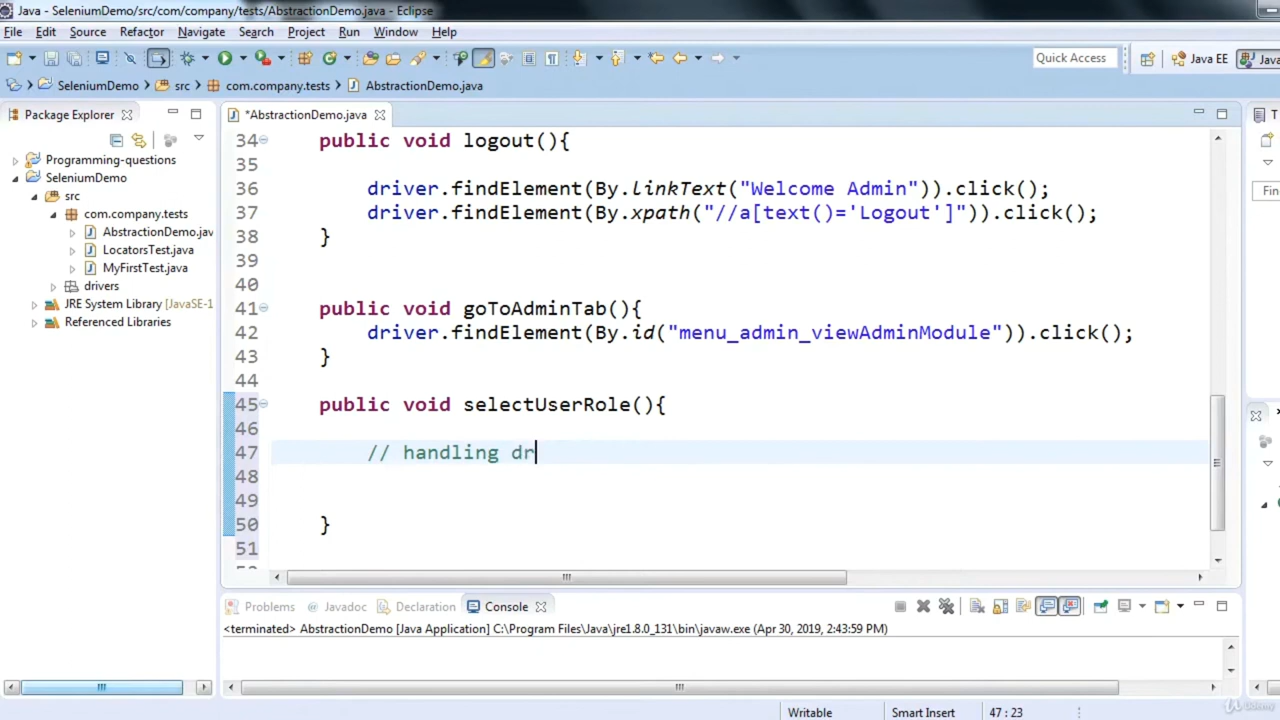 Java - SeleniumDemo/src/com/company/tests/AbstractionDemo.java - Eclipse
File Edit Source Refactor Navigate Search Project Run Window Help
Quick Access Java EE Java
SeleniumDemo src com.company.tests AbstractionDemo.java
Package Explorer
Programming-questions
SeleniumDemo
src
com.company.tests
AbstractionDemo.jav
LocatorsTest.java
MyFirstTest.java
drivers
JRE System Library [JavaSE-1
Referenced Libraries
*AbstractionDemo.java
34 public void logout(){
35
36 driver.findElement(By.linkText("Welcome Admin")).click();
37 driver.findElement(By.xpath("//a[text()='Logout']")).click();
38 }
39
40
41 public void goToAdminTab(){
42 driver.findElement(By.id("menu_admin_viewAdminModule")).click();
43 }
44
45 public void selectUserRole(){
46
47 // handling dr
48
49
50 }
51
T
Fin
Problems @ Javadoc Declaration Console
<terminated> AbstractionDemo [Java Application] C:\Program Files\Java\jre1.8.0_131\bin\javaw.exe (Apr 30, 2019, 2:43:59 PM)
Writable Smart Insert 47 : 23
Udemy